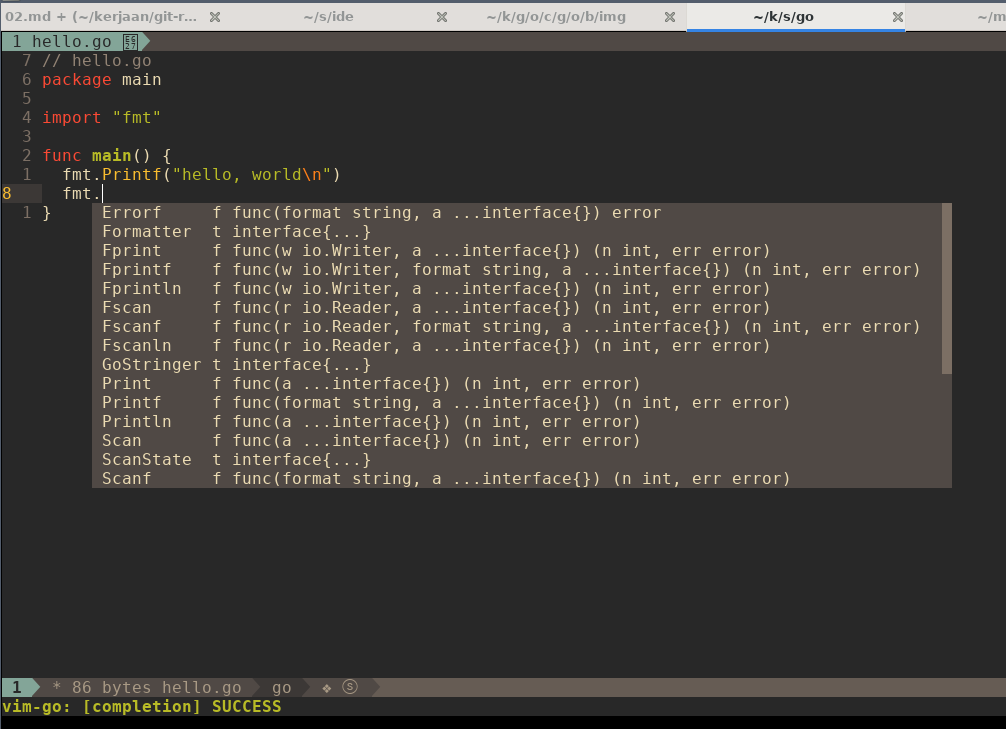 02.md + (~/kerjaan/git-r... ~/s/ide ~/k/g/o/c/g/o/b/img ~/k/s/go ~/m
1 hello.go
7 // hello.go
6 package main
5
4 import "fmt"
3
2 func main() {
1 fmt.Printf("hello, world\n")
8 fmt.
1 }
Errorf f func(format string, a ...interface{}) error
Formatter t interface{...}
Fprint f func(w io.Writer, a ...interface{}) (n int, err error)
Fprintf f func(w io.Writer, format string, a ...interface{}) (n int, err error)
Fprintln f func(w io.Writer, a ...interface{}) (n int, err error)
Fscan f func(r io.Reader, a ...interface{}) (n int, err error)
Fscanf f func(r io.Reader, format string, a ...interface{}) (n int, err error)
Fscanln f func(r io.Reader, a ...interface{}) (n int, err error)
GoStringer t interface{...}
Print f func(a ...interface{}) (n int, err error)
Printf f func(format string, a ...interface{}) (n int, err error)
Println f func(a ...interface{}) (n int, err error)
Scan f func(a ...interface{}) (n int, err error)
ScanState t interface{...}
Scanf f func(format string, a ...interface{}) (n int, err error)
1 * 86 bytes hello.go go ❖ ⓢ
vim-go: [completion] SUCCESS